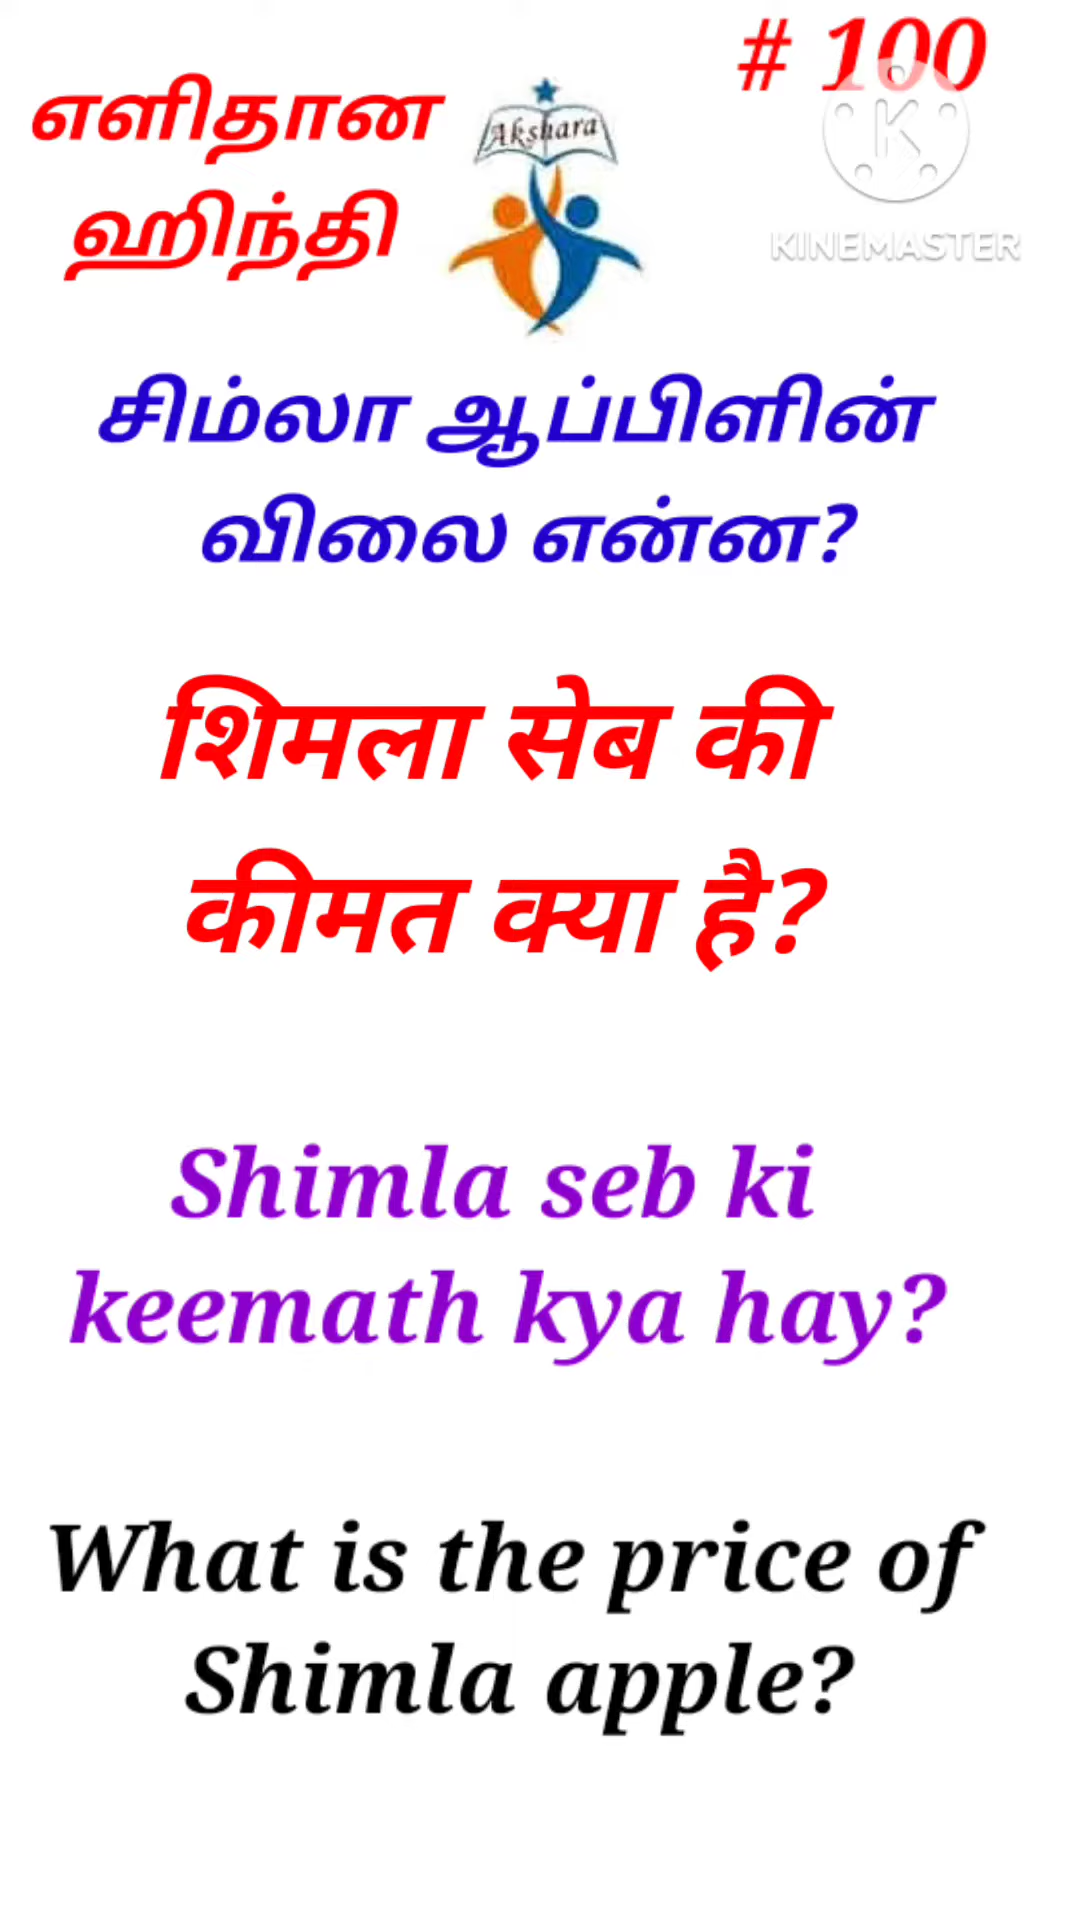 # 100
எளிதான
ஹிந்தி
Akshara
KINEMASTER
சிம்லா ஆப்பிளின்
விலை என்ன?
शिमला सेब की
कीमत क्या है?
Shimla seb ki
keemath kya hay?
What is the price of
Shimla apple?